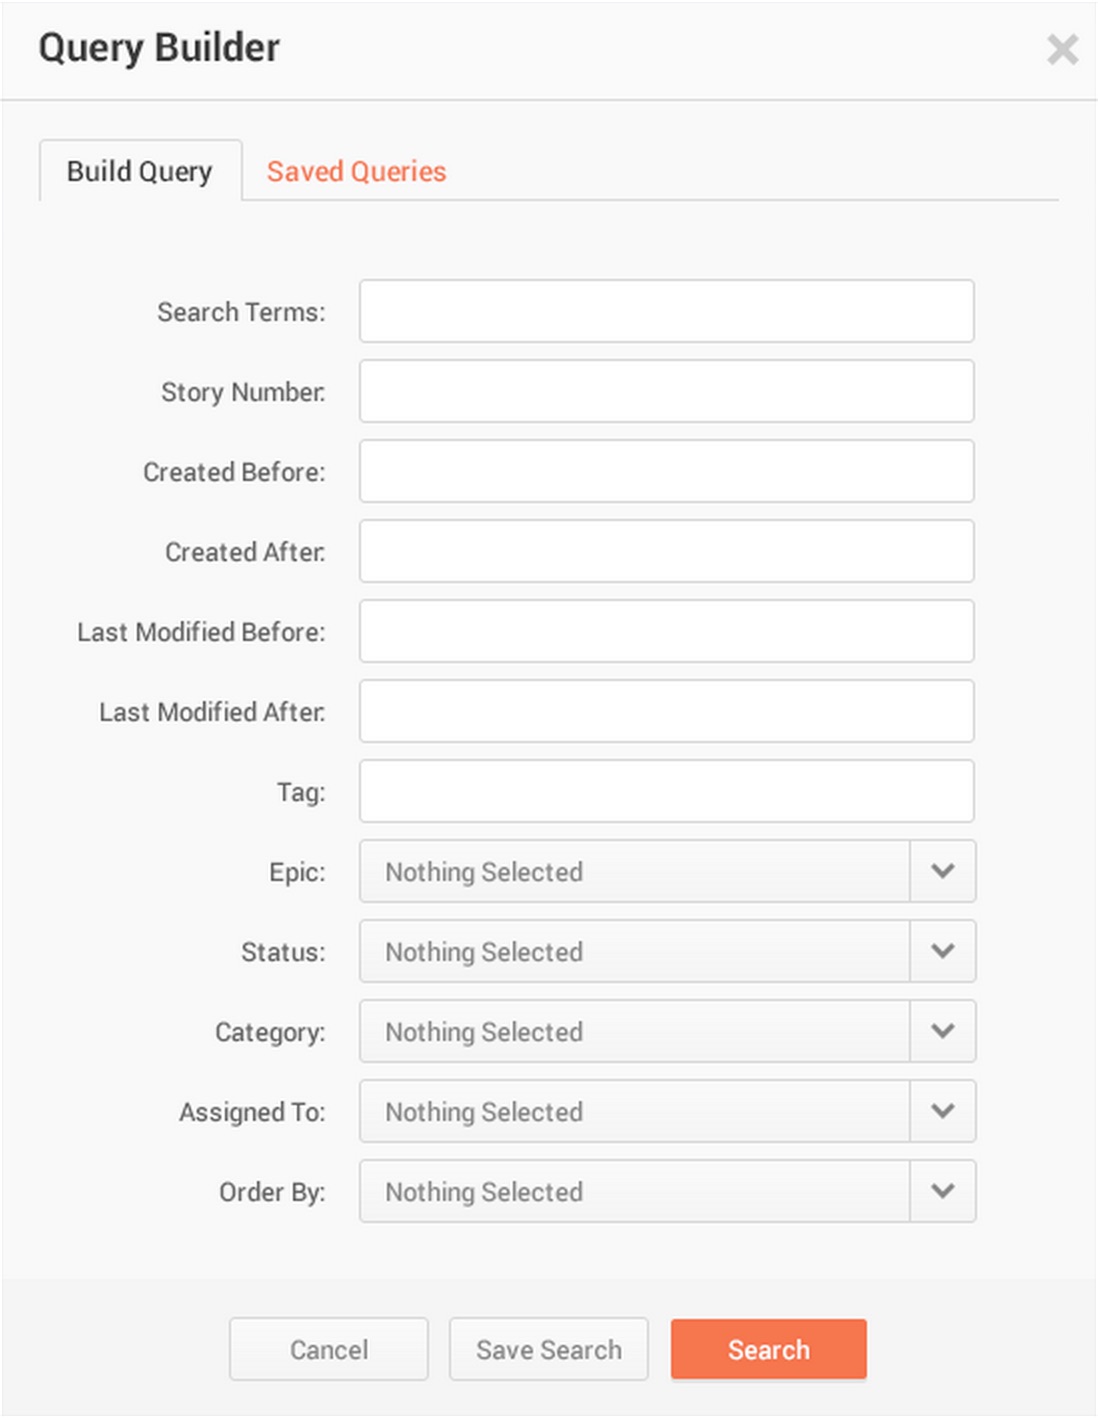 Query Builder
Build Query Saved Queries
Search Terms:
Story Number:
Created Before:
Created After:
Last Modified Before:
Last Modified After:
Tag:
Epic: Nothing Selected
Status: Nothing Selected
Category: Nothing Selected
Assigned To: Nothing Selected
Order By: Nothing Selected
Cancel Save Search Search